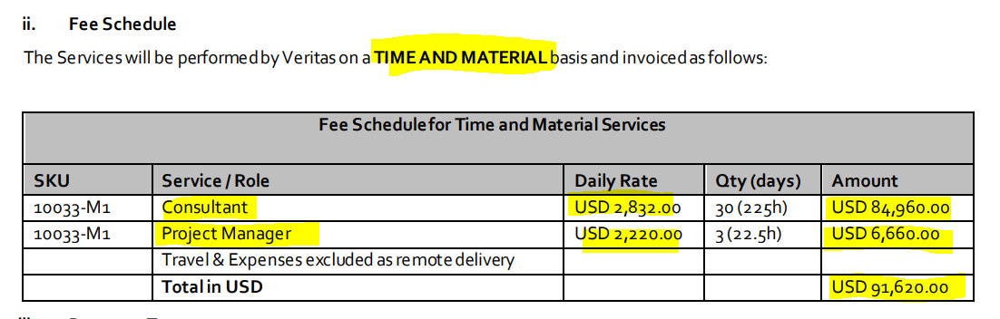 ii. Fee Schedule
The Services will be performed by Veritas on a TIME AND MATERIAL basis and invoiced as follows:
Fee Schedule for Time and Material Services
SKU Service / Role Daily Rate Qty (days) Amount
10033-M1 Consultant USD 2,832.00 30 (225h) USD 84,960.00
10033-M1 Project Manager USD 2,220.00 3 (22.5h) USD 6,660.00
Travel & Expenses excluded as remote delivery
Total in USD USD 91,620.00